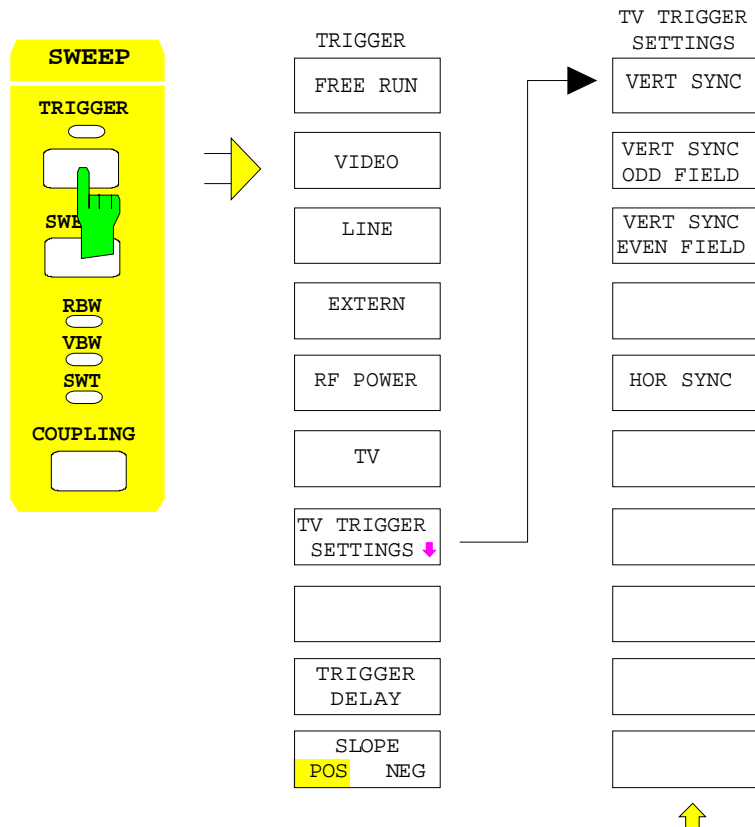 SWEEP
TRIGGER
SWE
RBW
VBW
SWT
COUPLING
TRIGGER
FREE RUN
VIDEO
LINE
EXTERN
RF POWER
TV
TV TRIGGER
SETTINGS
TRIGGER
DELAY
SLOPE
POS NEG
TV TRIGGER
SETTINGS
VERT SYNC
VERT SYNC
ODD FIELD
VERT SYNC
EVEN FIELD
HOR SYNC